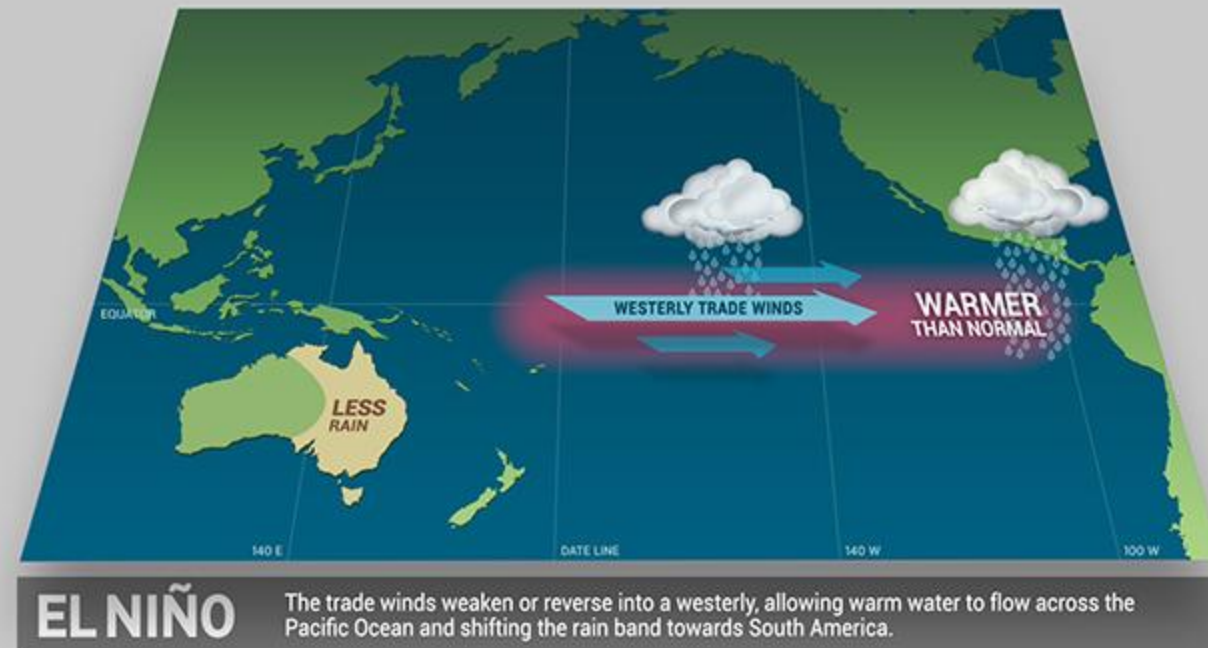 EQUATOR
WESTERLY TRADE WINDS
WARMER
THAN NORMAL
LESS
RAIN
140 E
DATE LINE
140 W
100 W
EL NIÑO
The trade winds weaken or reverse into a westerly, allowing warm water to flow across the
Pacific Ocean and shifting the rain band towards South America.